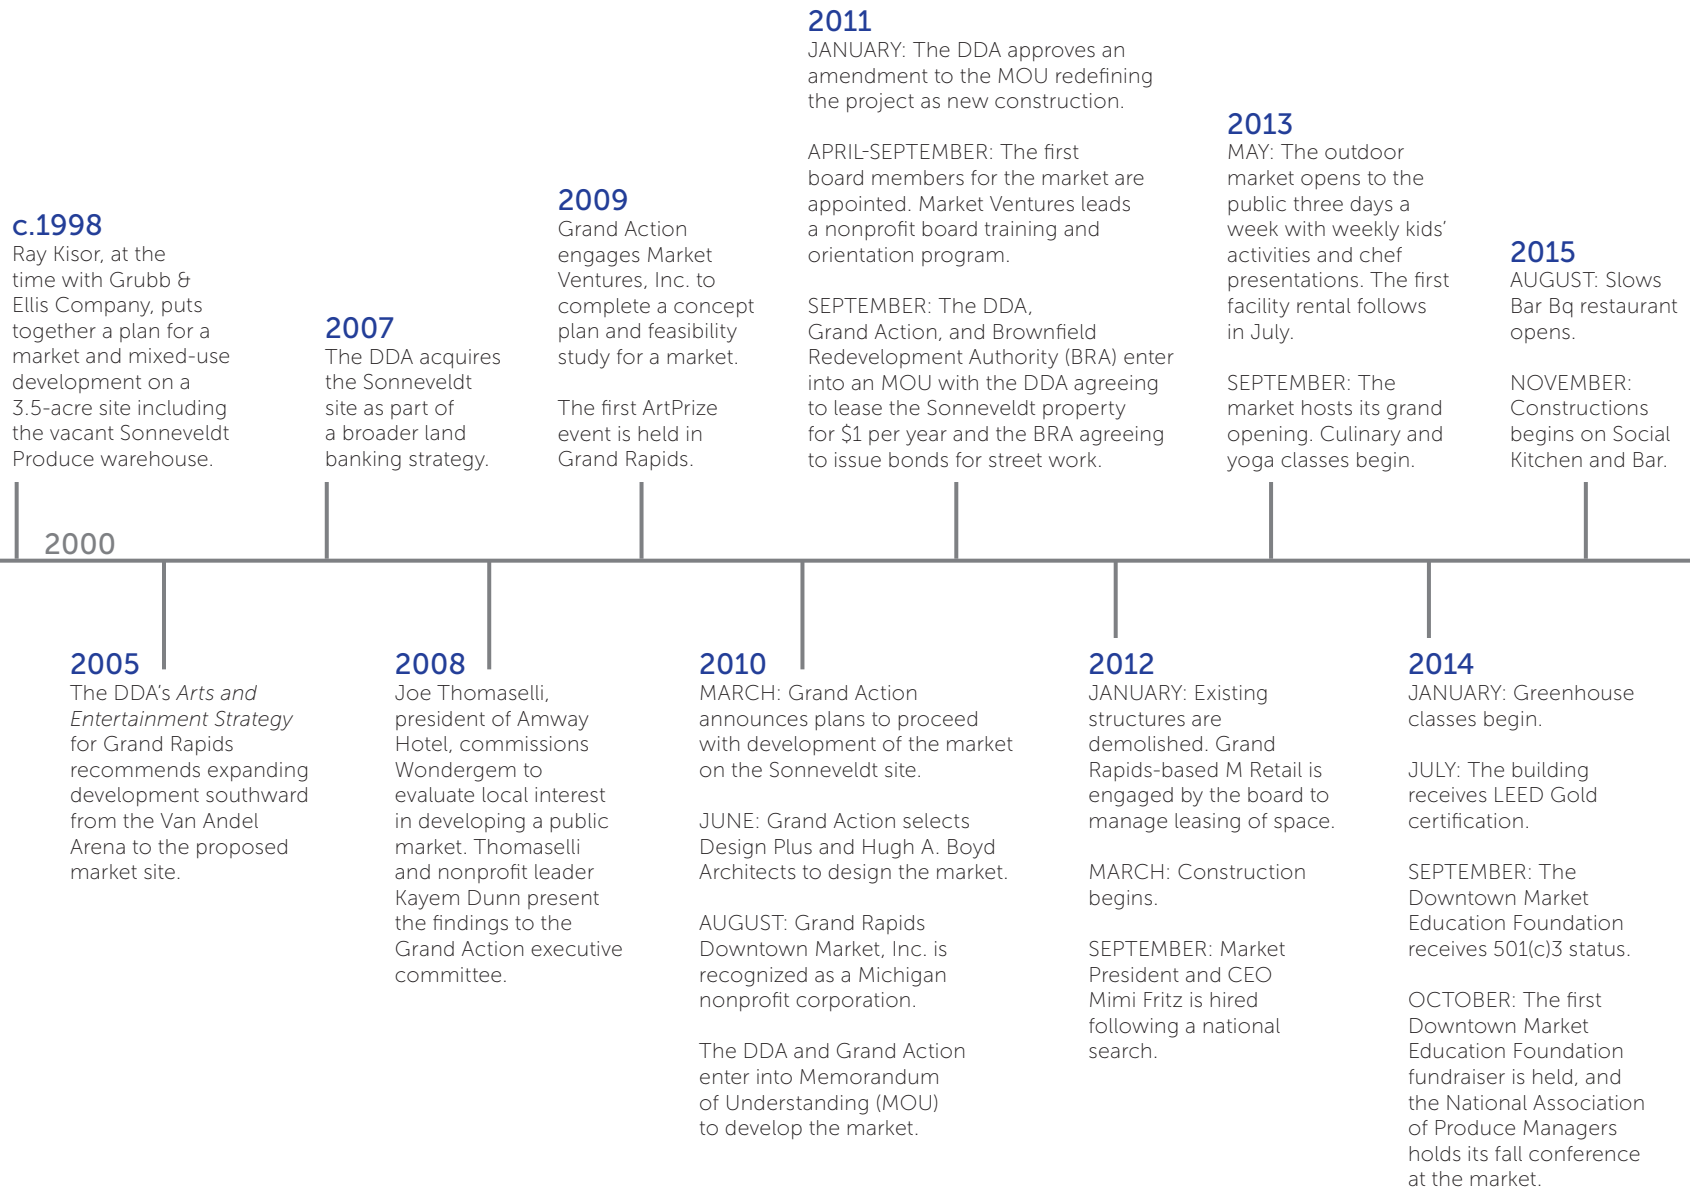 c.1998
Ray Kisor, at the
time with Grubb &
Ellis Company, puts
together a plan for a
market and mixed-use
development on a
3.5-acre site including
the vacant Sonneveldt
Produce warehouse.
2000
2005
The DDA's Arts and
Entertainment Strategy
for Grand Rapids
recommends expanding
development southward
from the Van Andel
Arena to the proposed
market site.
2007
The DDA acquires
the Sonneveldt
site as part of
a broader land
banking strategy.
2008
Joe Thomaselli,
president of Amway
Hotel, commissions
Wondergem to
evaluate local interest
in developing a public
market. Thomaselli
and nonprofit leader
Kayem Dunn present
the findings to the
Grand Action executive
committee.
2009
Grand Action
engages Market
Ventures, Inc. to
complete a concept
plan and feasibility
study for a market.
The first ArtPrize
event is held in
Grand Rapids.
2010
MARCH: Grand Action
announces plans to proceed
with development of the market
on the Sonneveldt site.
JUNE: Grand Action selects
Design Plus and Hugh A. Boyd
Architects to design the market.
AUGUST: Grand Rapids
Downtown Market, Inc. is
recognized as a Michigan
nonprofit corporation.
The DDA and Grand Action
enter into Memorandum
of Understanding (MOU)
to develop the market.
2011
JANUARY: The DDA approves an
amendment to the MOU redefining
the project as new construction.
APRIL-SEPTEMBER: The first
board members for the market are
appointed. Market Ventures leads
a nonprofit board training and
orientation program.
SEPTEMBER: The DDA,
Grand Action, and Brownfield
Redevelopment Authority (BRA) enter
into an MOU with the DDA agreeing
to lease the Sonneveldt property
for $1 per year and the BRA agreeing
to issue bonds for street work.
2012
JANUARY: Existing
structures are
demolished. Grand
Rapids-based M Retail is
engaged by the board to
manage leasing of space.
MARCH: Construction
begins.
SEPTEMBER: Market
President and CEO
Mimi Fritz is hired
following a national
search.
2013
MAY: The outdoor
market opens to the
public three days a
week with weekly kids'
activities and chef
presentations. The first
facility rental follows
in July.
SEPTEMBER: The
market hosts its grand
opening. Culinary and
yoga classes begin.
2014
JANUARY: Greenhouse
classes begin.
JULY: The building
receives LEED Gold
certification.
SEPTEMBER: The
Downtown Market
Education Foundation
receives 501(c)3 status.
OCTOBER: The first
Downtown Market
Education Foundation
fundraiser is held, and
the National Association
of Produce Managers
holds its fall conference
at the market.
2015
AUGUST: Slows
Bar Bq restaurant
opens.
NOVEMBER:
Constructions
begins on Social
Kitchen and Bar.